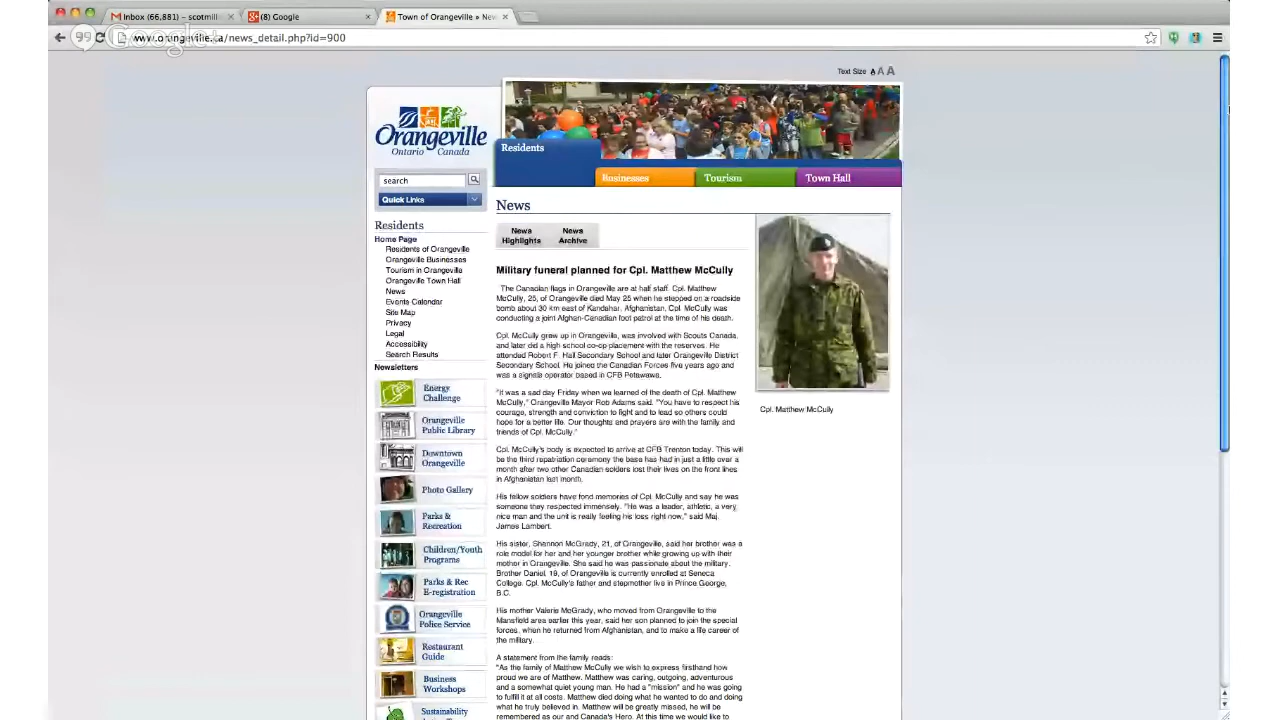 Inbox (66,881) – scotmill
(8) Google
Town of Orangeville » New
Google+
www.orangeville.ca/news_detail.php?id=900
Text Size A A A
Orangeville
Ontario Canada
Residents
Businesses
Tourism
Town Hall
search
Quick Links
Residents
Home Page
Residents of Orangeville
Orangeville Businesses
Tourism in Orangeville
Orangeville Town Hall
News
Events Calendar
Site Map
Privacy
Legal
Accessibility
Search Results
Newsletters
Energy
Challenge
Orangeville
Public Library
Downtown
Orangeville
Photo Gallery
Parks &
Recreation
Children/Youth
Programs
Parks & Rec
E-registration
Orangeville
Police Service
Restaurant
Guide
Business
Workshops
Sustainability
News
News
Highlights
News
Archive
Military funeral planned for Cpl. Matthew McCully
The Canadian flags in Orangeville are at half staff. Cpl. Matthew
McCully, 25, of Orangeville died May 25 when he stepped on a roadside
bomb about 30 km east of Kandahar, Afghanistan. Cpl. McCully was
conducting a joint Afghan-Canadian foot patrol at the time of his death.
Cpl. McCully grew up in Orangeville, was involved with Scouts Canada,
and later did a high school co-op placement with the reserves. He
attended Robert F. Hall Secondary School and later Orangeville District
Secondary School. He joined the Canadian Forces five years ago and
was a signals operator based in CFB Petawawa.
"It was a sad day Friday when we learned of the death of Cpl. Matthew
McCully," Orangeville Mayor Rob Adams said. "You have to respect his
courage, strength and conviction to fight and to lead so others could
hope for a better life. Our thoughts and prayers are with the family and
friends of Cpl. McCully."
Cpl. McCully's body is expected to arrive at CFB Trenton today. This will
be the third repatriation ceremony the base has had in just a little over a
month after two other Canadian soldiers lost their lives on the front lines
in Afghanistan last month.
His fellow soldiers have fond memories of Cpl. McCully and say he was
someone they respected immensely. "He was a leader, athletic, a very
nice man and the unit is really feeling his loss right now," said Maj.
James Lambert.
His sister, Shannon McGrady, 21, of Orangeville, said her brother was a
role model for her and her younger brother while growing up with their
mother in Orangeville. She said he was passionate about the military.
Brother Daniel, 19, of Orangeville is currently enrolled at Seneca
College. Cpl. McCully's father and stepmother live in Prince George,
B.C.
His mother Valerie McGrady, who moved from Orangeville to the
Mansfield area earlier this year, said her son planned to join the special
forces, when he returned from Afghanistan, and to make a life career of
the military.
A statement from the family reads:
"As the family of Matthew McCully we wish to express firsthand how
proud we are of Matthew. Matthew was caring, outgoing, adventurous
and a somewhat quiet young man. He had a "mission" and he was going
to fulfill it at all costs. Matthew died doing what he wanted to do and doing
what he truly believed in. Matthew will be greatly missed, he will be
remembered as our and Canada's Hero. At this time we would like to
Cpl. Matthew McCully